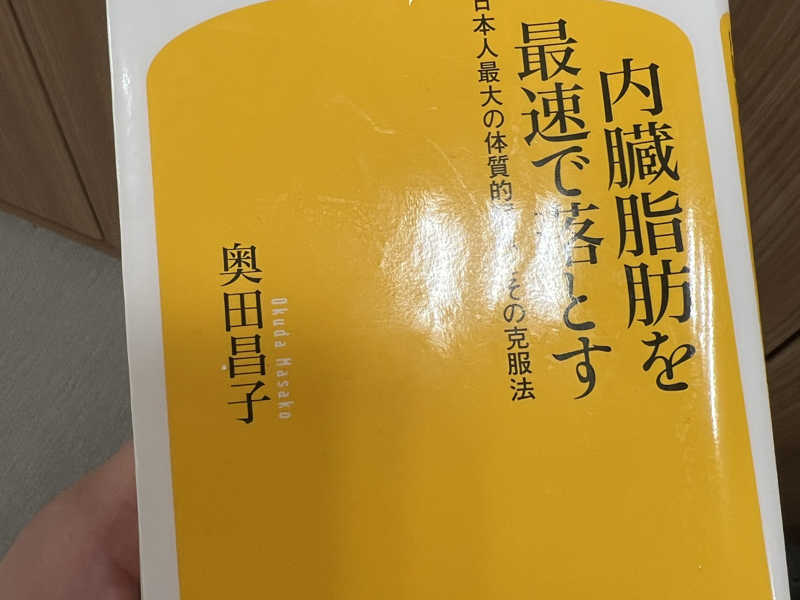 内臓脂肪を
最速で落とす
日本人最大の体質的 その克服法
奥田昌子
Okuda Masako